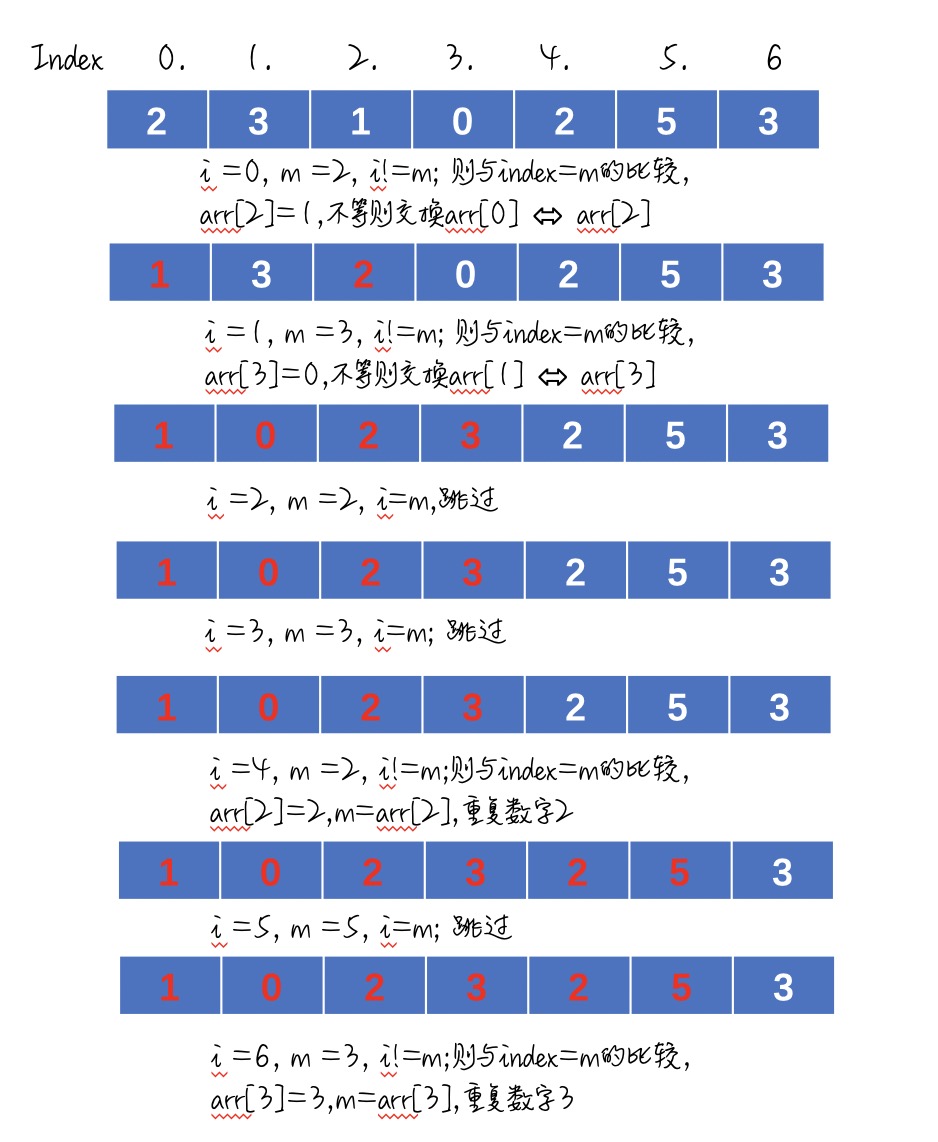 Index 0. 1. 2. 3. 4. 5. 6
2 3 1 0 2 5 3
i =0, m =2, i!=m; 则与index=m的比较,
arr[2]=1,不等则交换arr[0] ⇔ arr[2]
1 3 2 0 2 5 3
i =1, m =3, i!=m; 则与index=m的比较,
arr[3]=0,不等则交换arr[1] ⇔ arr[3]
1 0 2 3 2 5 3
i =2, m =2, i=m,跳过
1 0 2 3 2 5 3
i =3, m =3, i=m; 跳过
1 0 2 3 2 5 3
i =4, m =2, i!=m;则与index=m的比较,
arr[2]=2,m=arr[2],重复数字2
1 0 2 3 2 5 3
i =5, m =5, i=m; 跳过
1 0 2 3 2 5 3
i =6, m =3, i!=m;则与index=m的比较,
arr[3]=3,m=arr[3],重复数字3